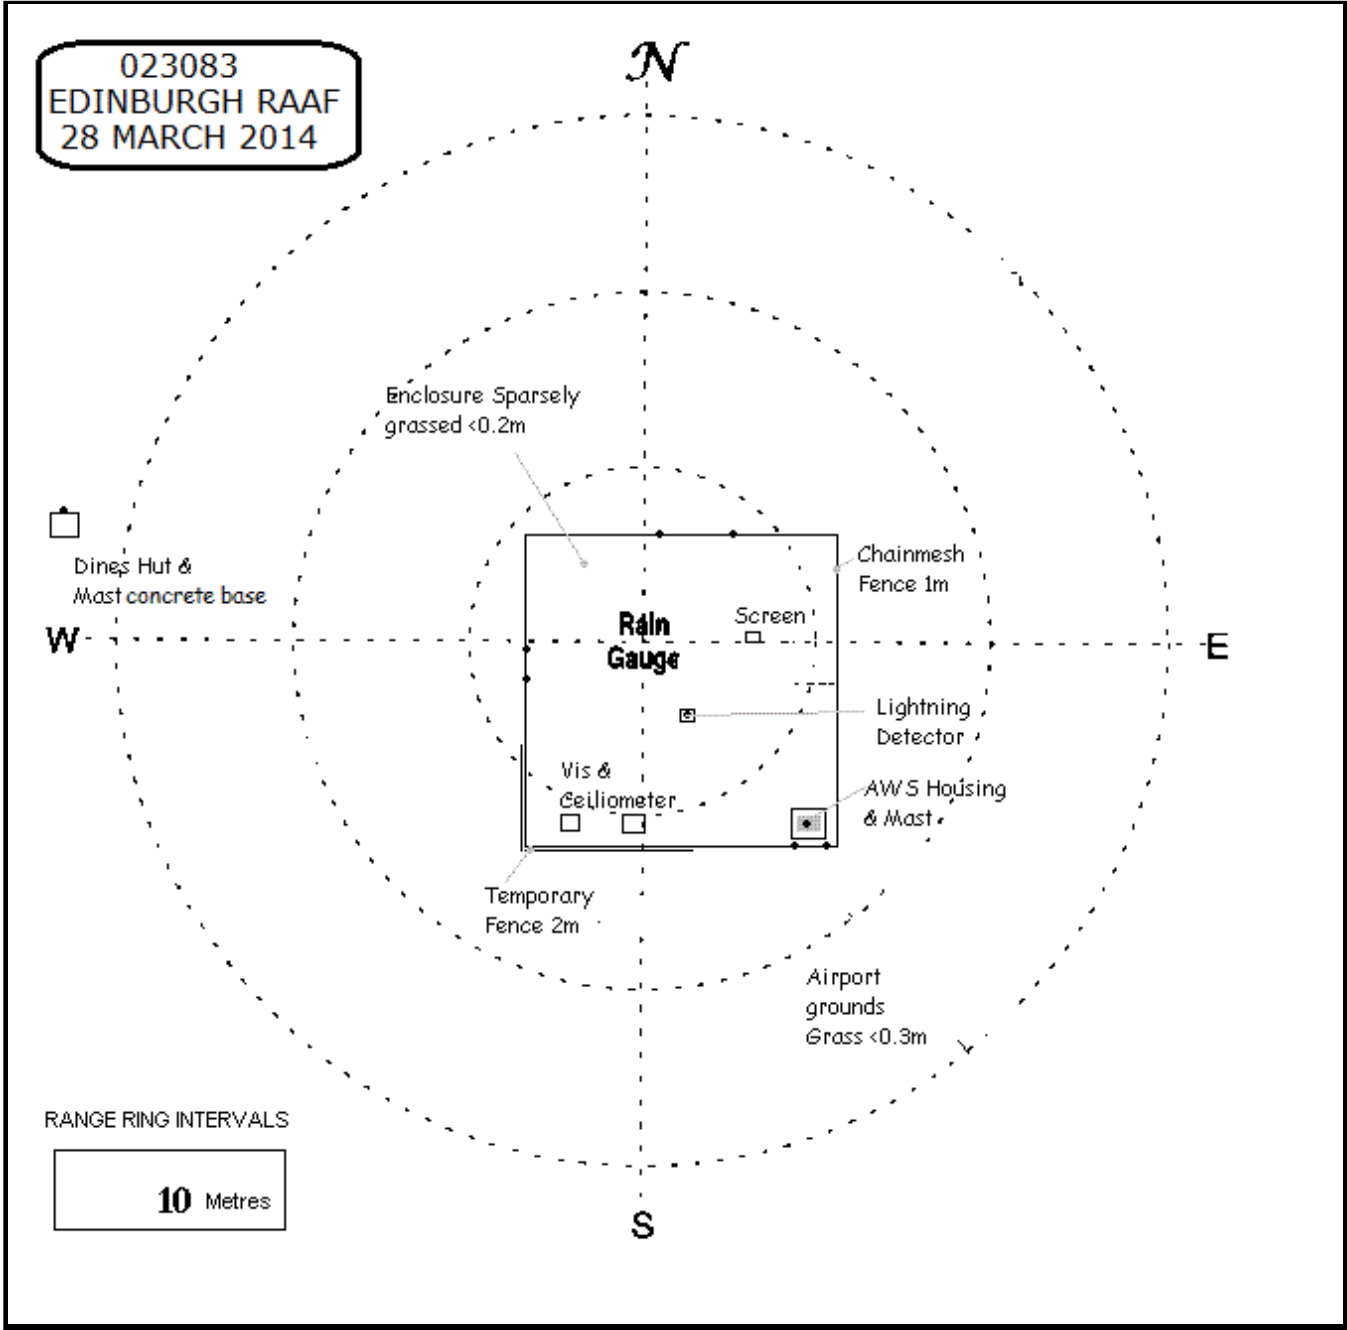 023083
EDINBURGH RAAF
28 MARCH 2014
N
Enclosure Sparsely
grassed <0.2m
Chainmesh
Fence 1m
Dines Hut &
Mast concrete base
Rain
Gauge
Screen
W
E
Lightning
Detector
Vis &
Ceiliometer
AWS Housing
& Mast
Temporary
Fence 2m
Airport
grounds
Grass <0.3m
RANGE RING INTERVALS
10 Metres
S